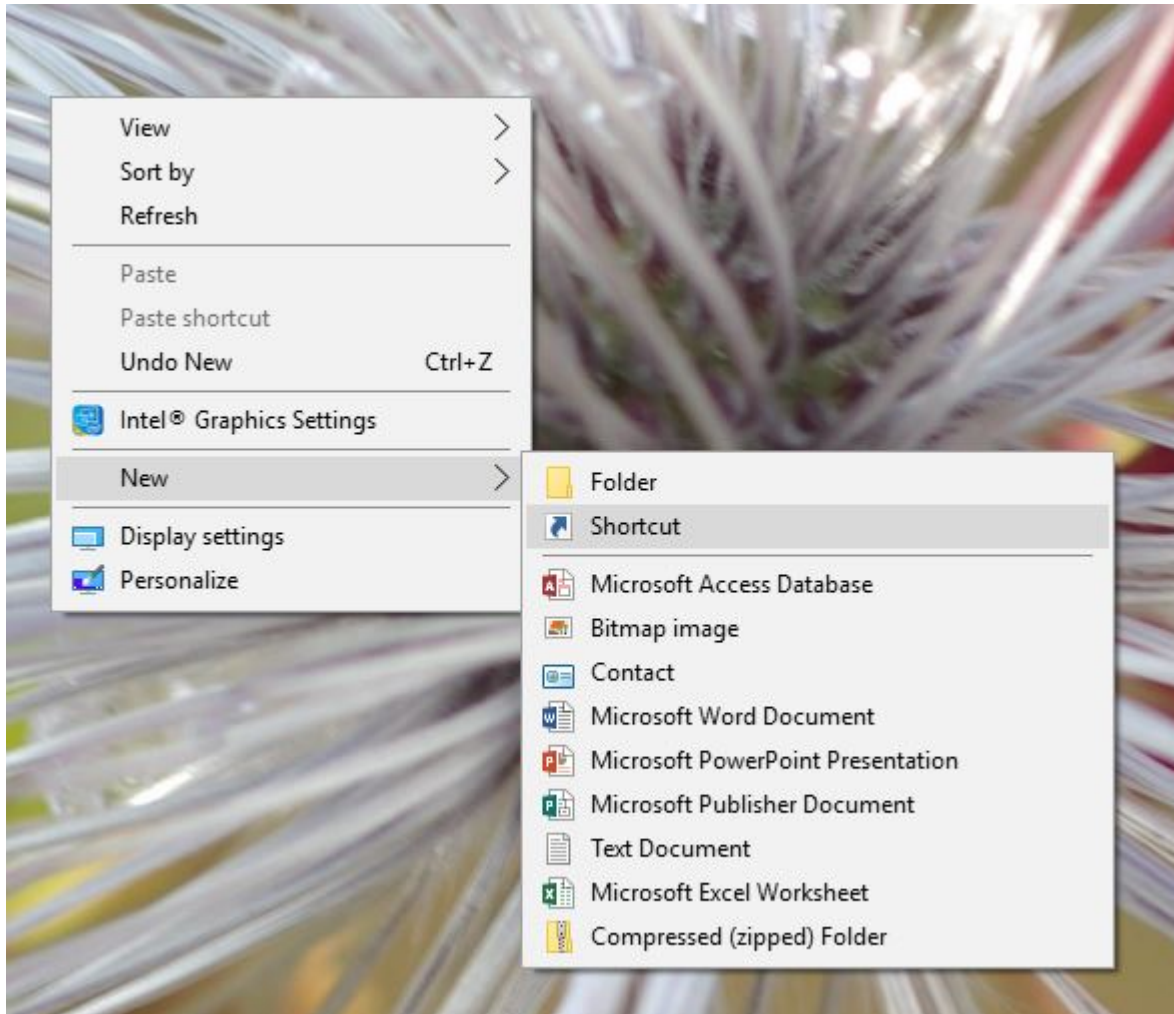 View
Sort by
Refresh
Paste
Paste shortcut
Undo New Ctrl+Z
Intel® Graphics Settings
New
Display settings
Personalize
Folder
Shortcut
Microsoft Access Database
Bitmap image
Contact
Microsoft Word Document
Microsoft PowerPoint Presentation
Microsoft Publisher Document
Text Document
Microsoft Excel Worksheet
Compressed (zipped) Folder